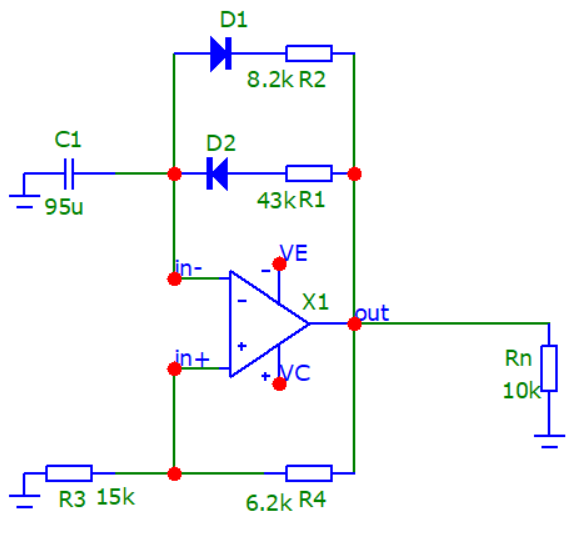 D1
8.2k R2
C1
D2
95u
43k R1
in-
VE
-
-
X1
out
in+
+
+
VC
Rn
10k
R3 15k
6.2k R4